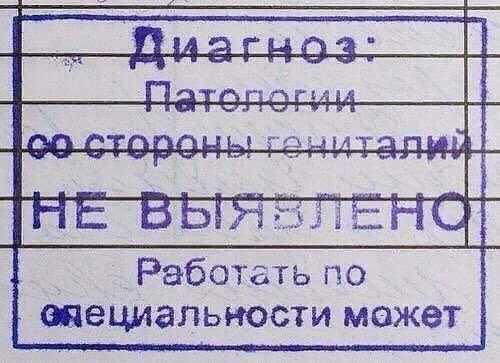 Диагноз:
Патологии
со стороны гениталий
НЕ ВЫЯВЛЕНО
Работать по
специальности может